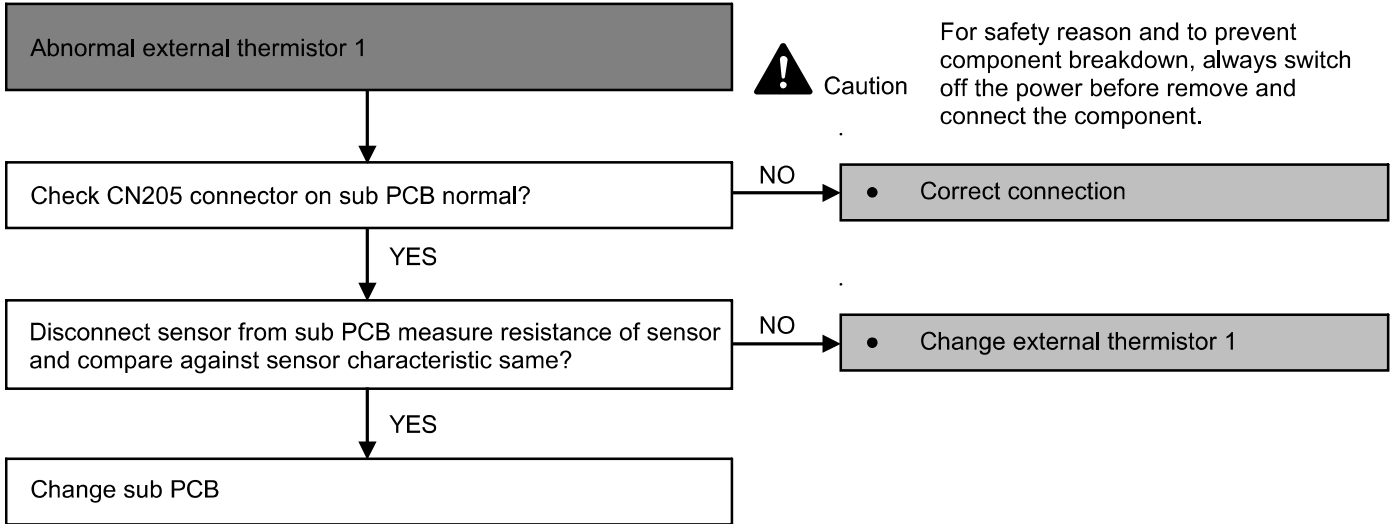 Abnormal external thermistor 1
Caution
For safety reason and to prevent
component breakdown, always switch
off the power before remove and
connect the component.
.
Check CN205 connector on sub PCB normal?
NO
● Correct connection
YES
.
Disconnect sensor from sub PCB measure resistance of sensor
and compare against sensor characteristic same?
NO
● Change external thermistor 1
YES
Change sub PCB